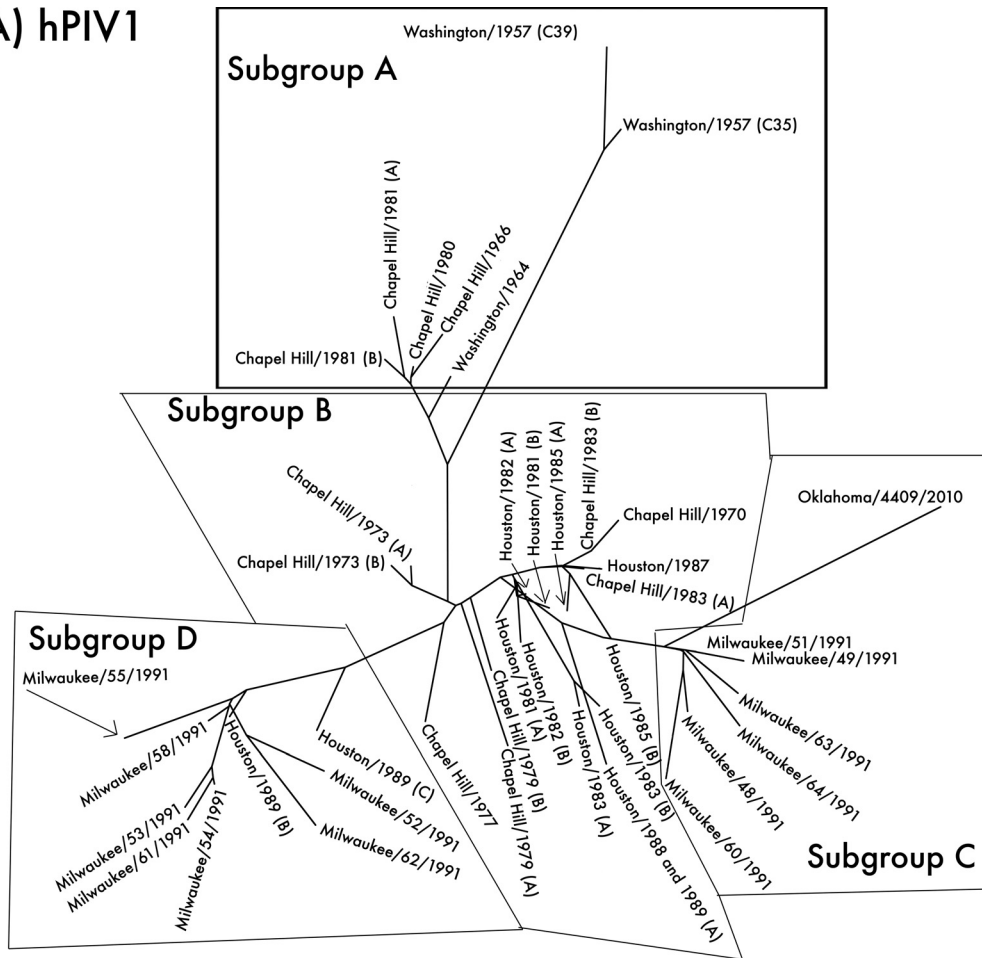 A) hPIV1
Washington/1957 (C39)
Subgroup A
Washington/1957 (C35)
Chapel Hill/1981 (A)
Chapel Hill/1980
Chapel Hill/1966
Washington/1964
Chapel Hill/1981 (B)
Subgroup B
Chapel Hill/1973 (A)
Chapel Hill/1973 (B)
Houston/1982 (A)
Houston/1981 (B)
Houston/1985 (A)
Chapel Hill/1983 (B)
Chapel Hill/1970
Houston/1987
Chapel Hill/1983 (A)
Oklahoma/4409/2010
Subgroup D
Milwaukee/55/1991
Milwaukee/51/1991
Milwaukee/49/1991
Milwaukee/58/1991
Houston/1989 (B)
Houston/1989 (C)
Chapel Hill/1977
Houston/1981 (A)
Houston/1982 (B)
Chapel Hill/1979 (B)
Chapel Hill/1979 (A)
Houston/1983 (A)
Houston/1985 (B)
Houston/1983 (B)
Houston/1988 and 1989 (A)
Milwaukee/63/1991
Milwaukee/64/1991
Milwaukee/48/1991
Milwaukee/60/1991
Milwaukee/53/1991
Milwaukee/61/1991
Milwaukee/54/1991
Milwaukee/52/1991
Milwaukee/62/1991
Subgroup C